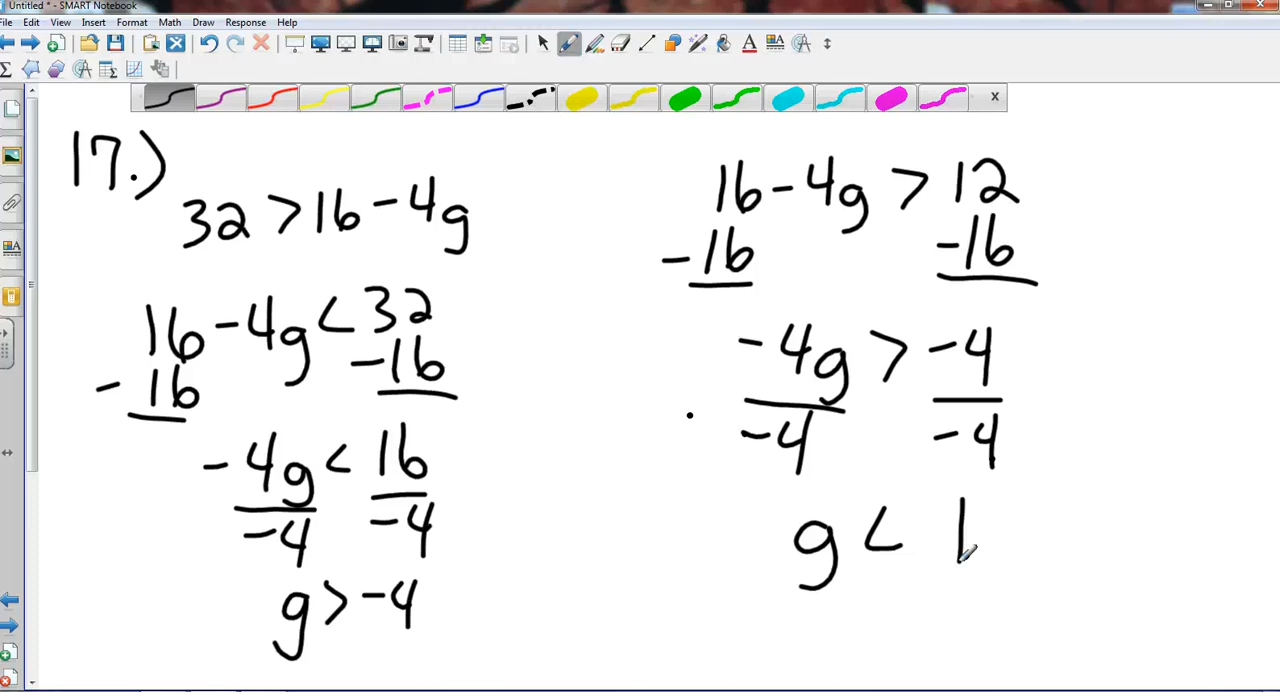 Untitled * - SMART Notebook
File Edit View Insert Format Math Draw Response Help
17.)
32 > 16 - 4g
16 - 4g < 32
- 16 - 16
-4g < 16
-4 -4
g > -4
16 - 4g > 12
- 16 - 16
-4g > -4
-4 -4
g < 1